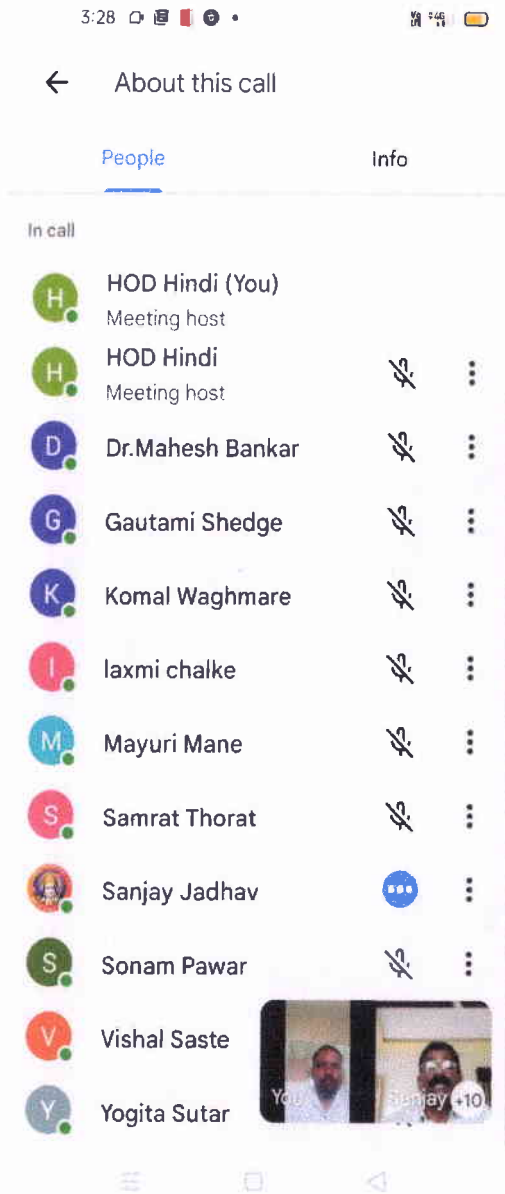 3:28
4G
About this call
People
Info
In call
H
HOD Hindi (You)
Meeting host
H
HOD Hindi
Meeting host
D
Dr.Mahesh Bankar
G
Gautami Shedge
K
Komal Waghmare
l
laxmi chalke
M
Mayuri Mane
S
Samrat Thorat
Sanjay Jadhav
S
Sonam Pawar
V
Vishal Saste
You
Sanjay
+10
Y
Yogita Sutar